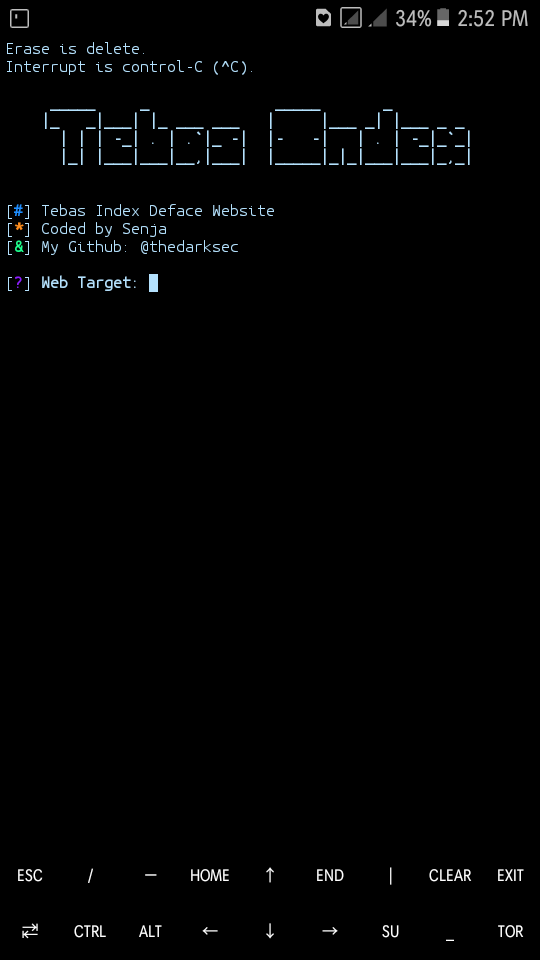 34% 2:52 PM
Erase is delete.
Interrupt is control-C (^C).
Tebas Index
[#] Tebas Index Deface Website
[*] Coded by Senja
[&] My Github: @thedarksec
[?] Web Target:
ESC / — HOME ↑ END | CLEAR EXIT
⇄ CTRL ALT ← ↓ → SU _ TOR